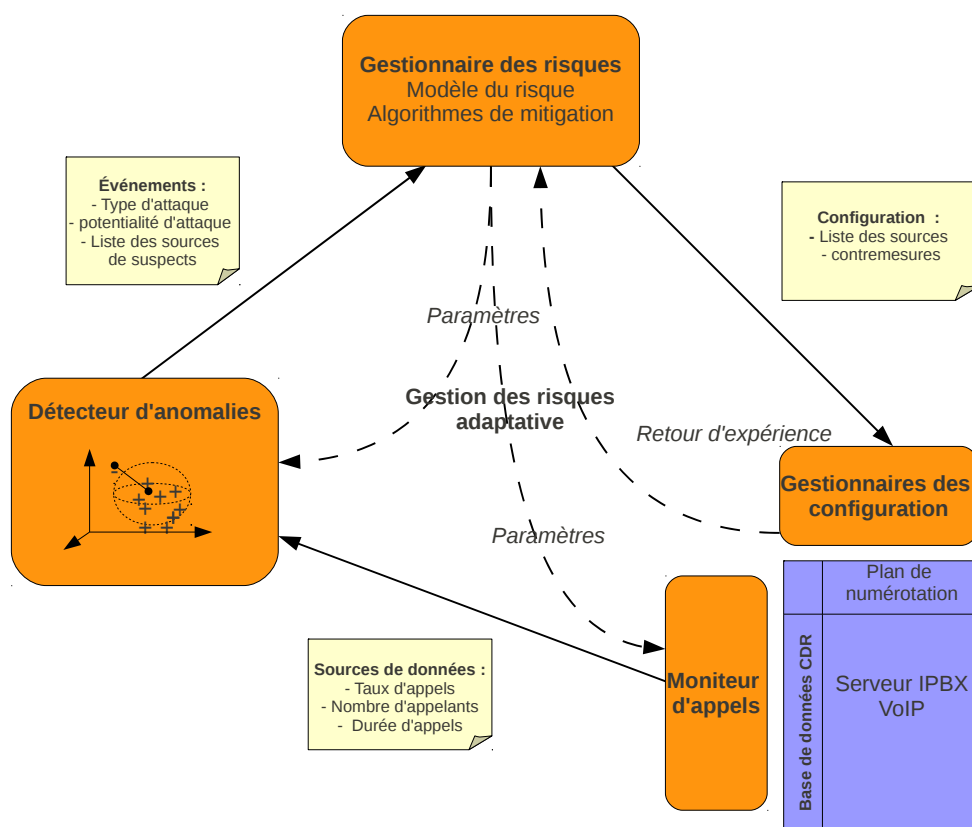 Gestionnaire des risques
Modèle du risque
Algorithmes de mitigation
Événements :
- Type d'attaque
- potentialité d'attaque
- Liste des sources
de suspects
Configuration :
- Liste des sources
- contremesures
Paramètres
Détecteur d'anomalies
Gestion des risques
adaptative
Retour d'expérience
Gestionnaires des
configuration
Paramètres
Plan de
numérotation
Sources de données :
- Taux d'appels
- Nombre d'appelants
- Durée d'appels
Moniteur
d'appels
Base de données CDR
Serveur IPBX
VoIP